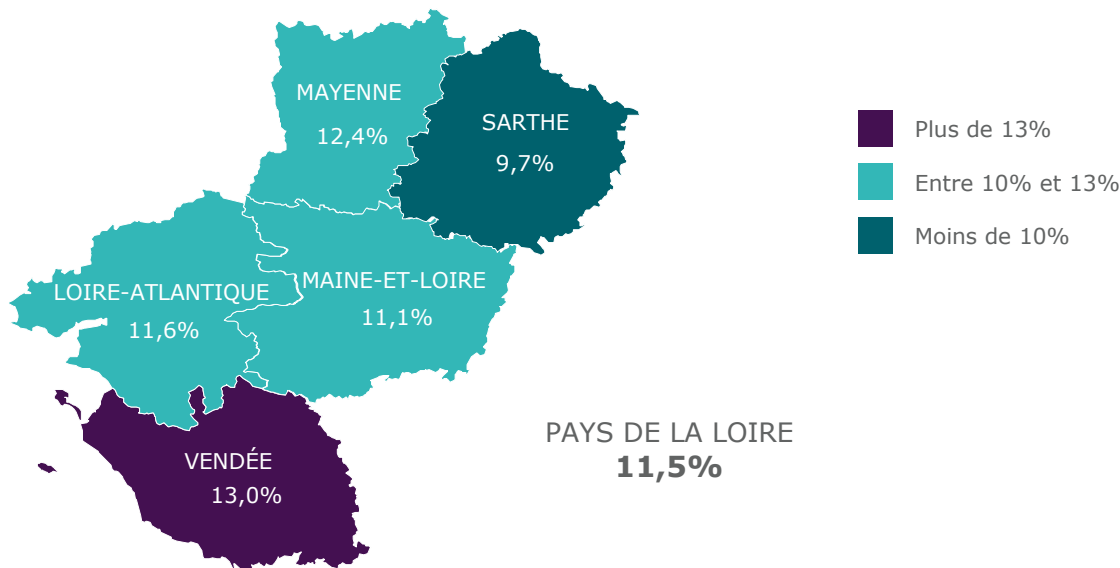 MAYENNE
12,4%
SARTHE
9,7%
LOIRE-ATLANTIQUE
11,6%
MAINE-ET-LOIRE
11,1%
VENDÉE
13,0%
PAYS DE LA LOIRE
11,5%
Plus de 13%
Entre 10% et 13%
Moins de 10%